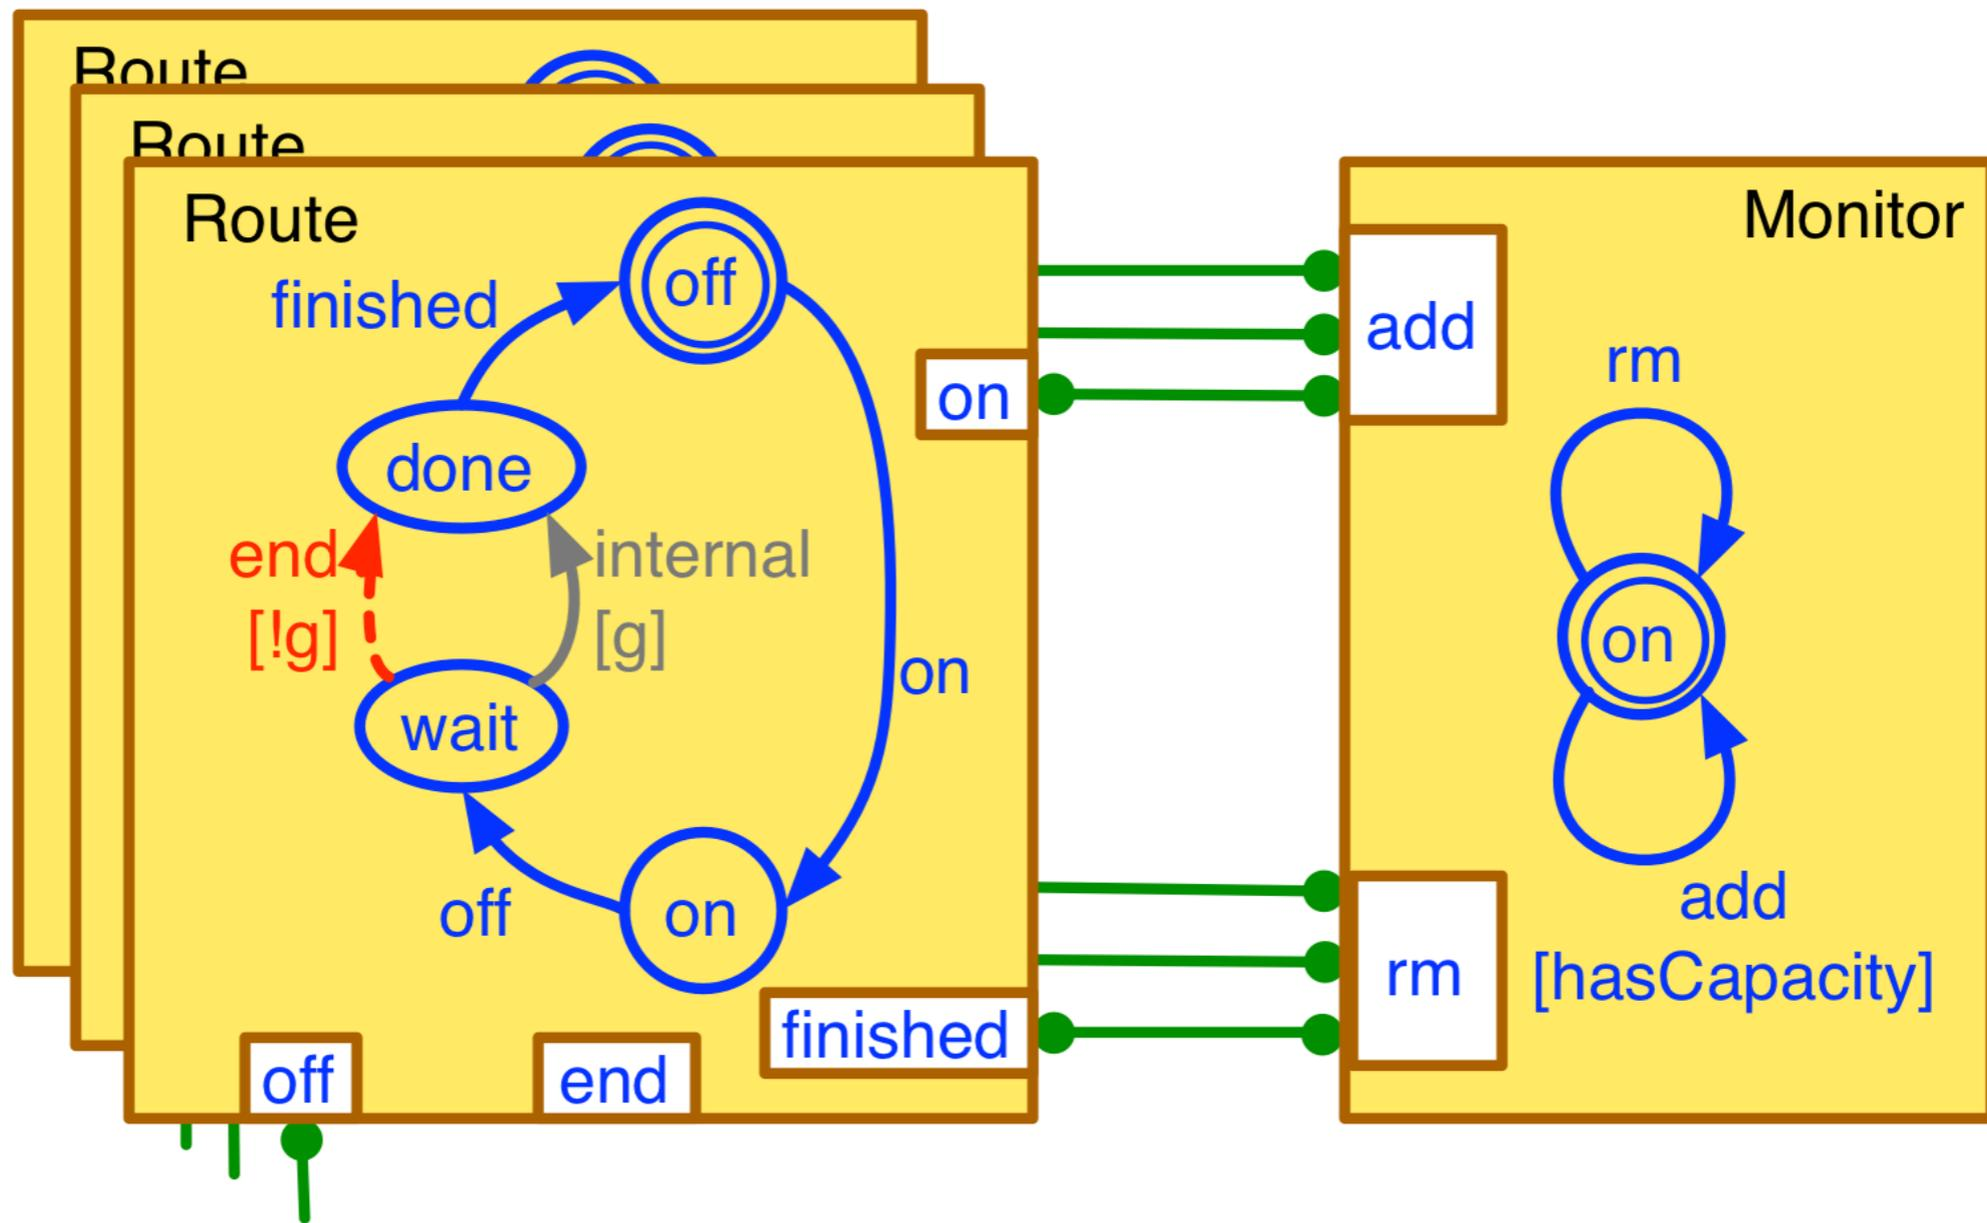 Route
Route
Route
Monitor
off
finished
add
on
rm
done
end
[!g]
internal
[g]
on
on
wait
off
on
add
[hasCapacity]
rm
finished
off
end